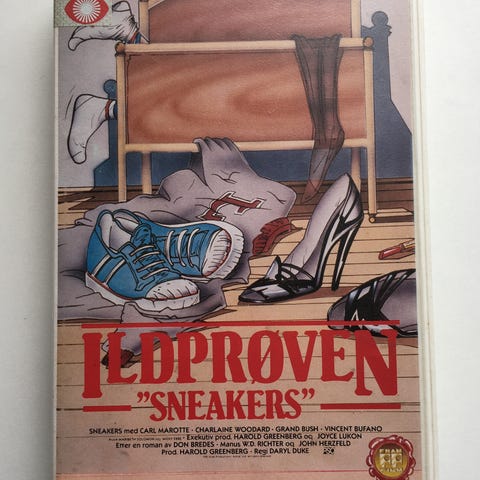 H
ILDPRØVEN
"SNEAKERS"
SNEAKERS med CARL MAROTTE · CHARLAINE WOODARD · GRAND BUSH · VINCENT BUFANO
Exekutiv prod. HAROLD GREENBERG og JOYCE LUKON
Etter en roman av DON BREDES · Manus W.D. RICHTER og JOHN HERZFELD
Prod. HAROLD GREENBERG · Regi DARYL DUKE